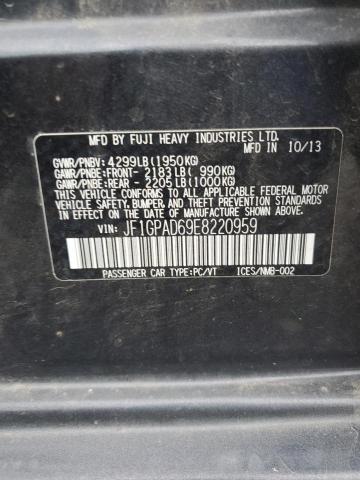 MFD BY FUJI HEAVY INDUSTRIES LTD.
MFD IN 10/13
GVWR/PNBV: 4299LB(1950KG)
GAWR/PNBE:FRONT- 2183LB( 990KG)
GAWR/PNBE:REAR - 2205LB(1000KG)
THIS VEHICLE CONFORMS TO ALL APPLICABLE FEDERAL MOTOR
VEHICLE SAFETY, BUMPER, AND THEFT PREVENTION STANDARDS
IN EFFECT ON THE DATE OF MANUFACTURE SHOWN ABOVE.
VIN: JF1GPAD69E8220959
PASSENGER CAR TYPE:PC/VT ICES/NMB-002